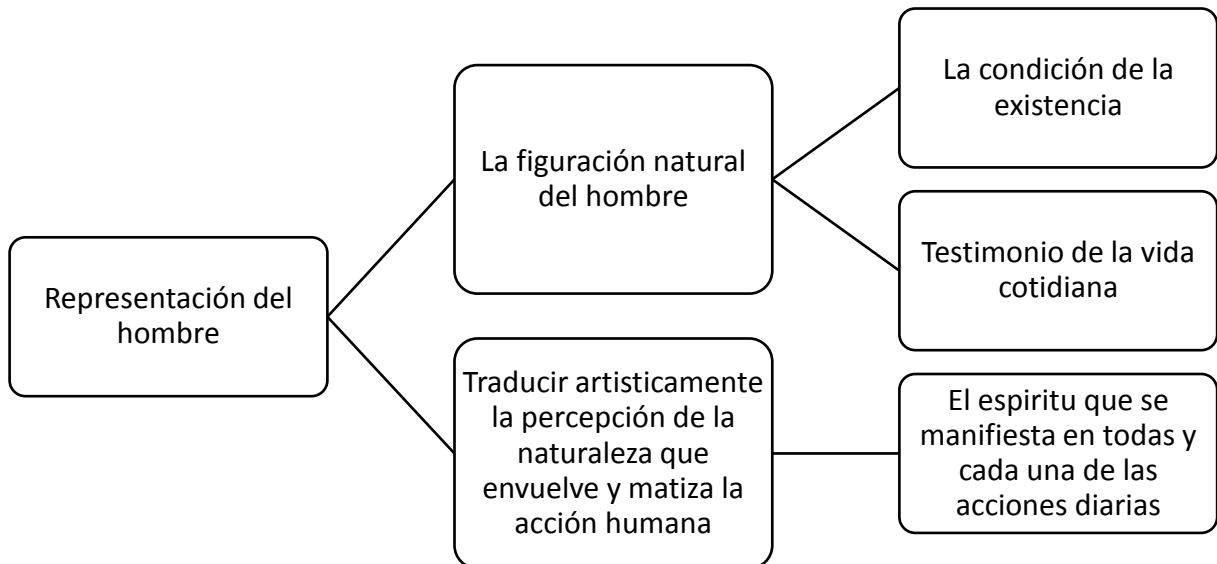 Representación del
hombre
La figuración natural
del hombre
La condición de la
existencia
Testimonio de la vida
cotidiana
Traducir artisticamente
la percepción de la
naturaleza que
envuelve y matiza la
acción humana
El espiritu que se
manifiesta en todas y
cada una de las
acciones diarias